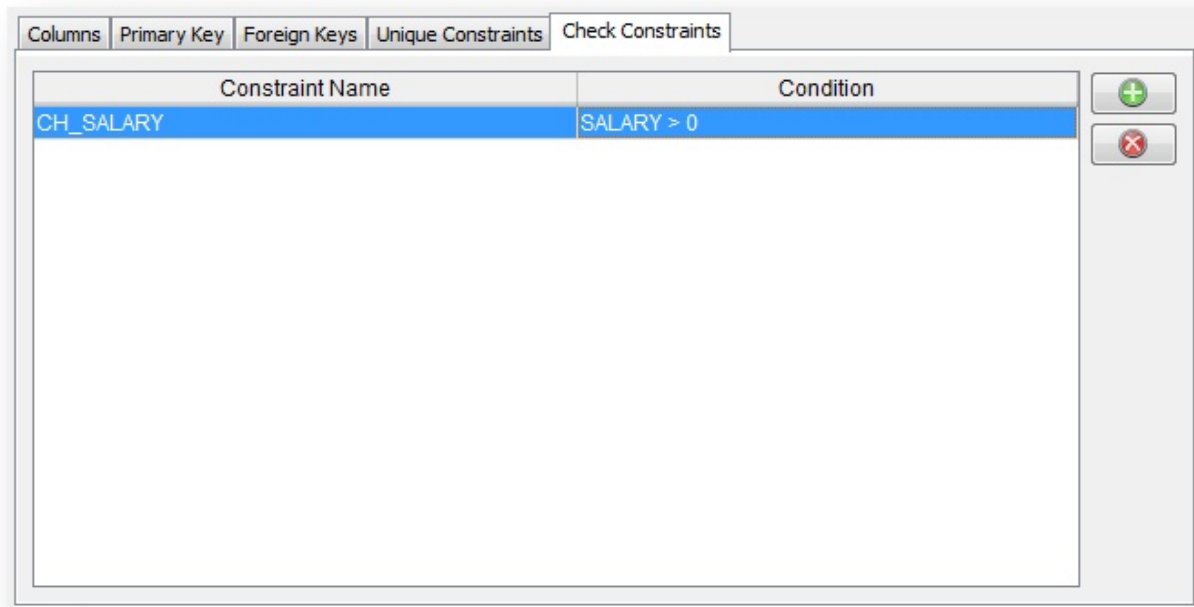 Columns Primary Key Foreign Keys Unique Constraints Check Constraints
Constraint Name Condition
CH_SALARY SALARY > 0